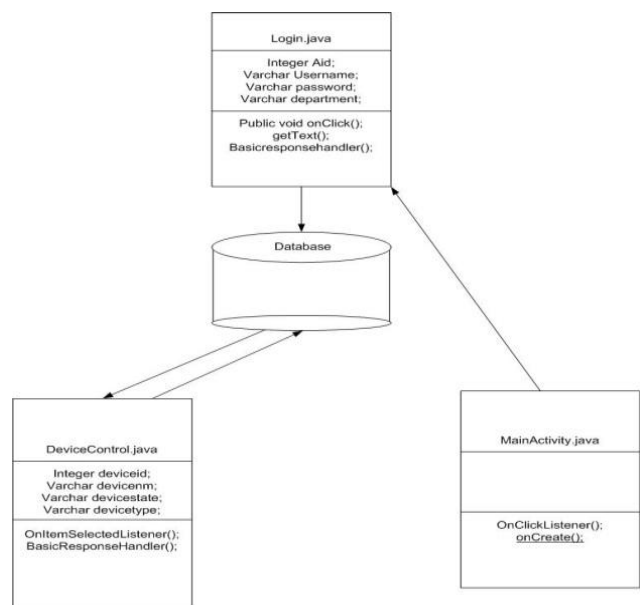 Login.java
Integer Aid;
Varchar Username;
Varchar password;
Varchar department;
Public void onClick();
getText();
Basicresponsehandler();
Database
DeviceControl.java
Integer deviceid;
Varchar devicenm;
Varchar devicestate;
Varchar devicetype;
OnItemSelectedListener();
BasicResponseHandler();
MainActivity.java
OnClickListener();
onCreate();